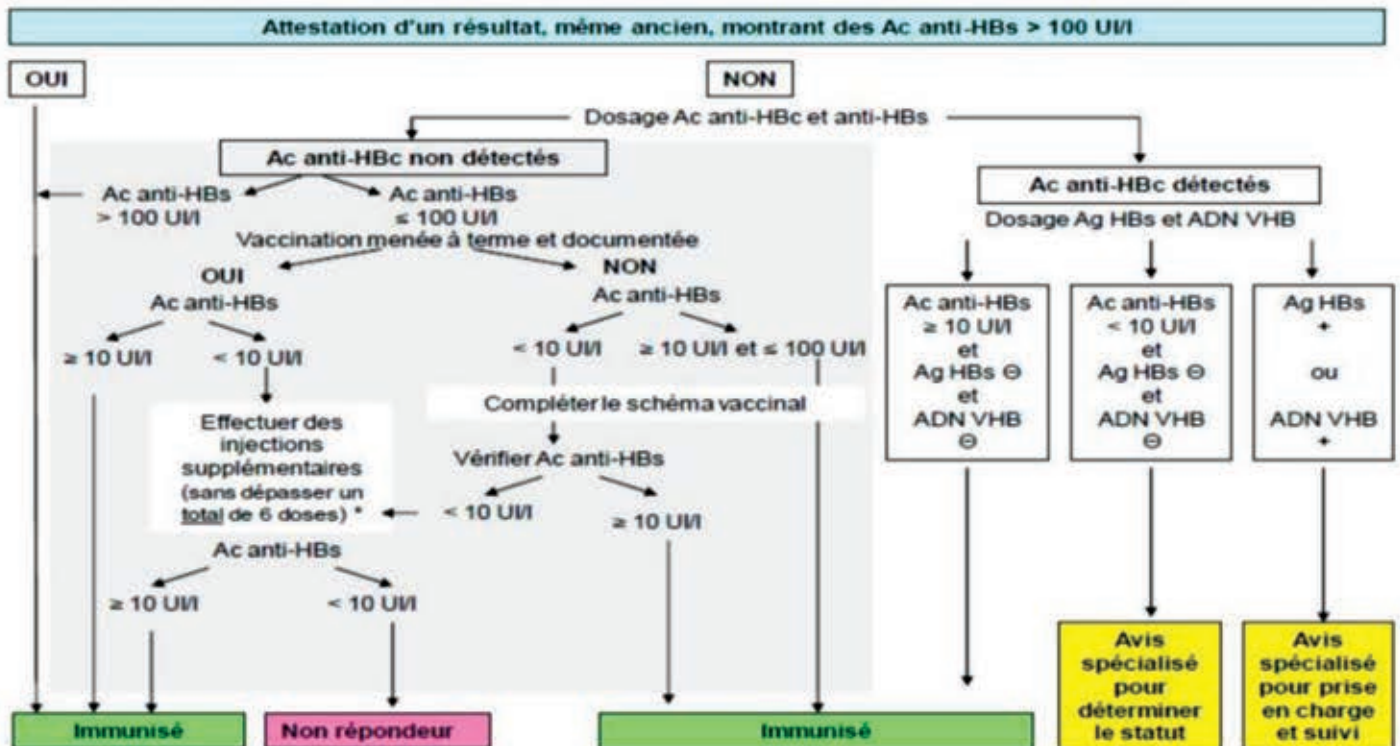 Attestation d'un résultat, même ancien, montrant des Ac anti-HBs > 100 UI/l
OUI
NON
Dosage Ac anti-HBc et anti-HBs
Ac anti-HBc non détectés
Ac anti-HBs
> 100 UI/l
Ac anti-HBs
≤ 100 UI/l
Vaccination menée à terme et documentée
OUI
Ac anti-HBs
≥ 10 UI/l
< 10 UI/l
Effectuer des
injections
supplémentaires
(sans dépasser un
total de 6 doses) *
Ac anti-HBs
≥ 10 UI/l
< 10 UI/l
NON
Ac anti-HBs
< 10 UI/l
≥ 10 UI/l et ≤ 100 UI/l
Compléter le schéma vaccinal
Vérifier Ac anti-HBs
< 10 UI/l
≥ 10 UI/l
Ac anti-HBc détectés
Dosage Ag HBs et ADN VHB
Ac anti-HBs
≥ 10 UI/l
et
Ag HBs ⊖
et
ADN VHB
⊖
Ac anti-HBs
< 10 UI/l
et
Ag HBs ⊖
et
ADN VHB
⊖
Ag HBs
+
ou
ADN VHB
+
Immunisé
Non répondeur
Immunisé
Avis
spécialisé
pour
déterminer
le statut
Avis
spécialisé
pour prise
en charge
et suivi